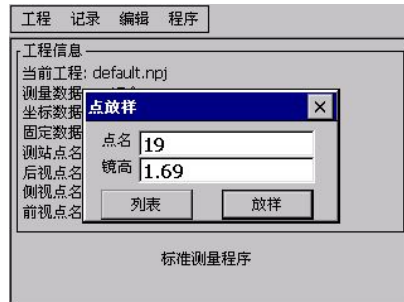 工程 记录 编辑 程序
工程信息
当前工程: default.npj
测量数据
坐标数据
固定数据
测站点名
后视点名
侧视点名
前视点名
点放样
点名 19
镜高 1.69
列表 放样
标准测量程序